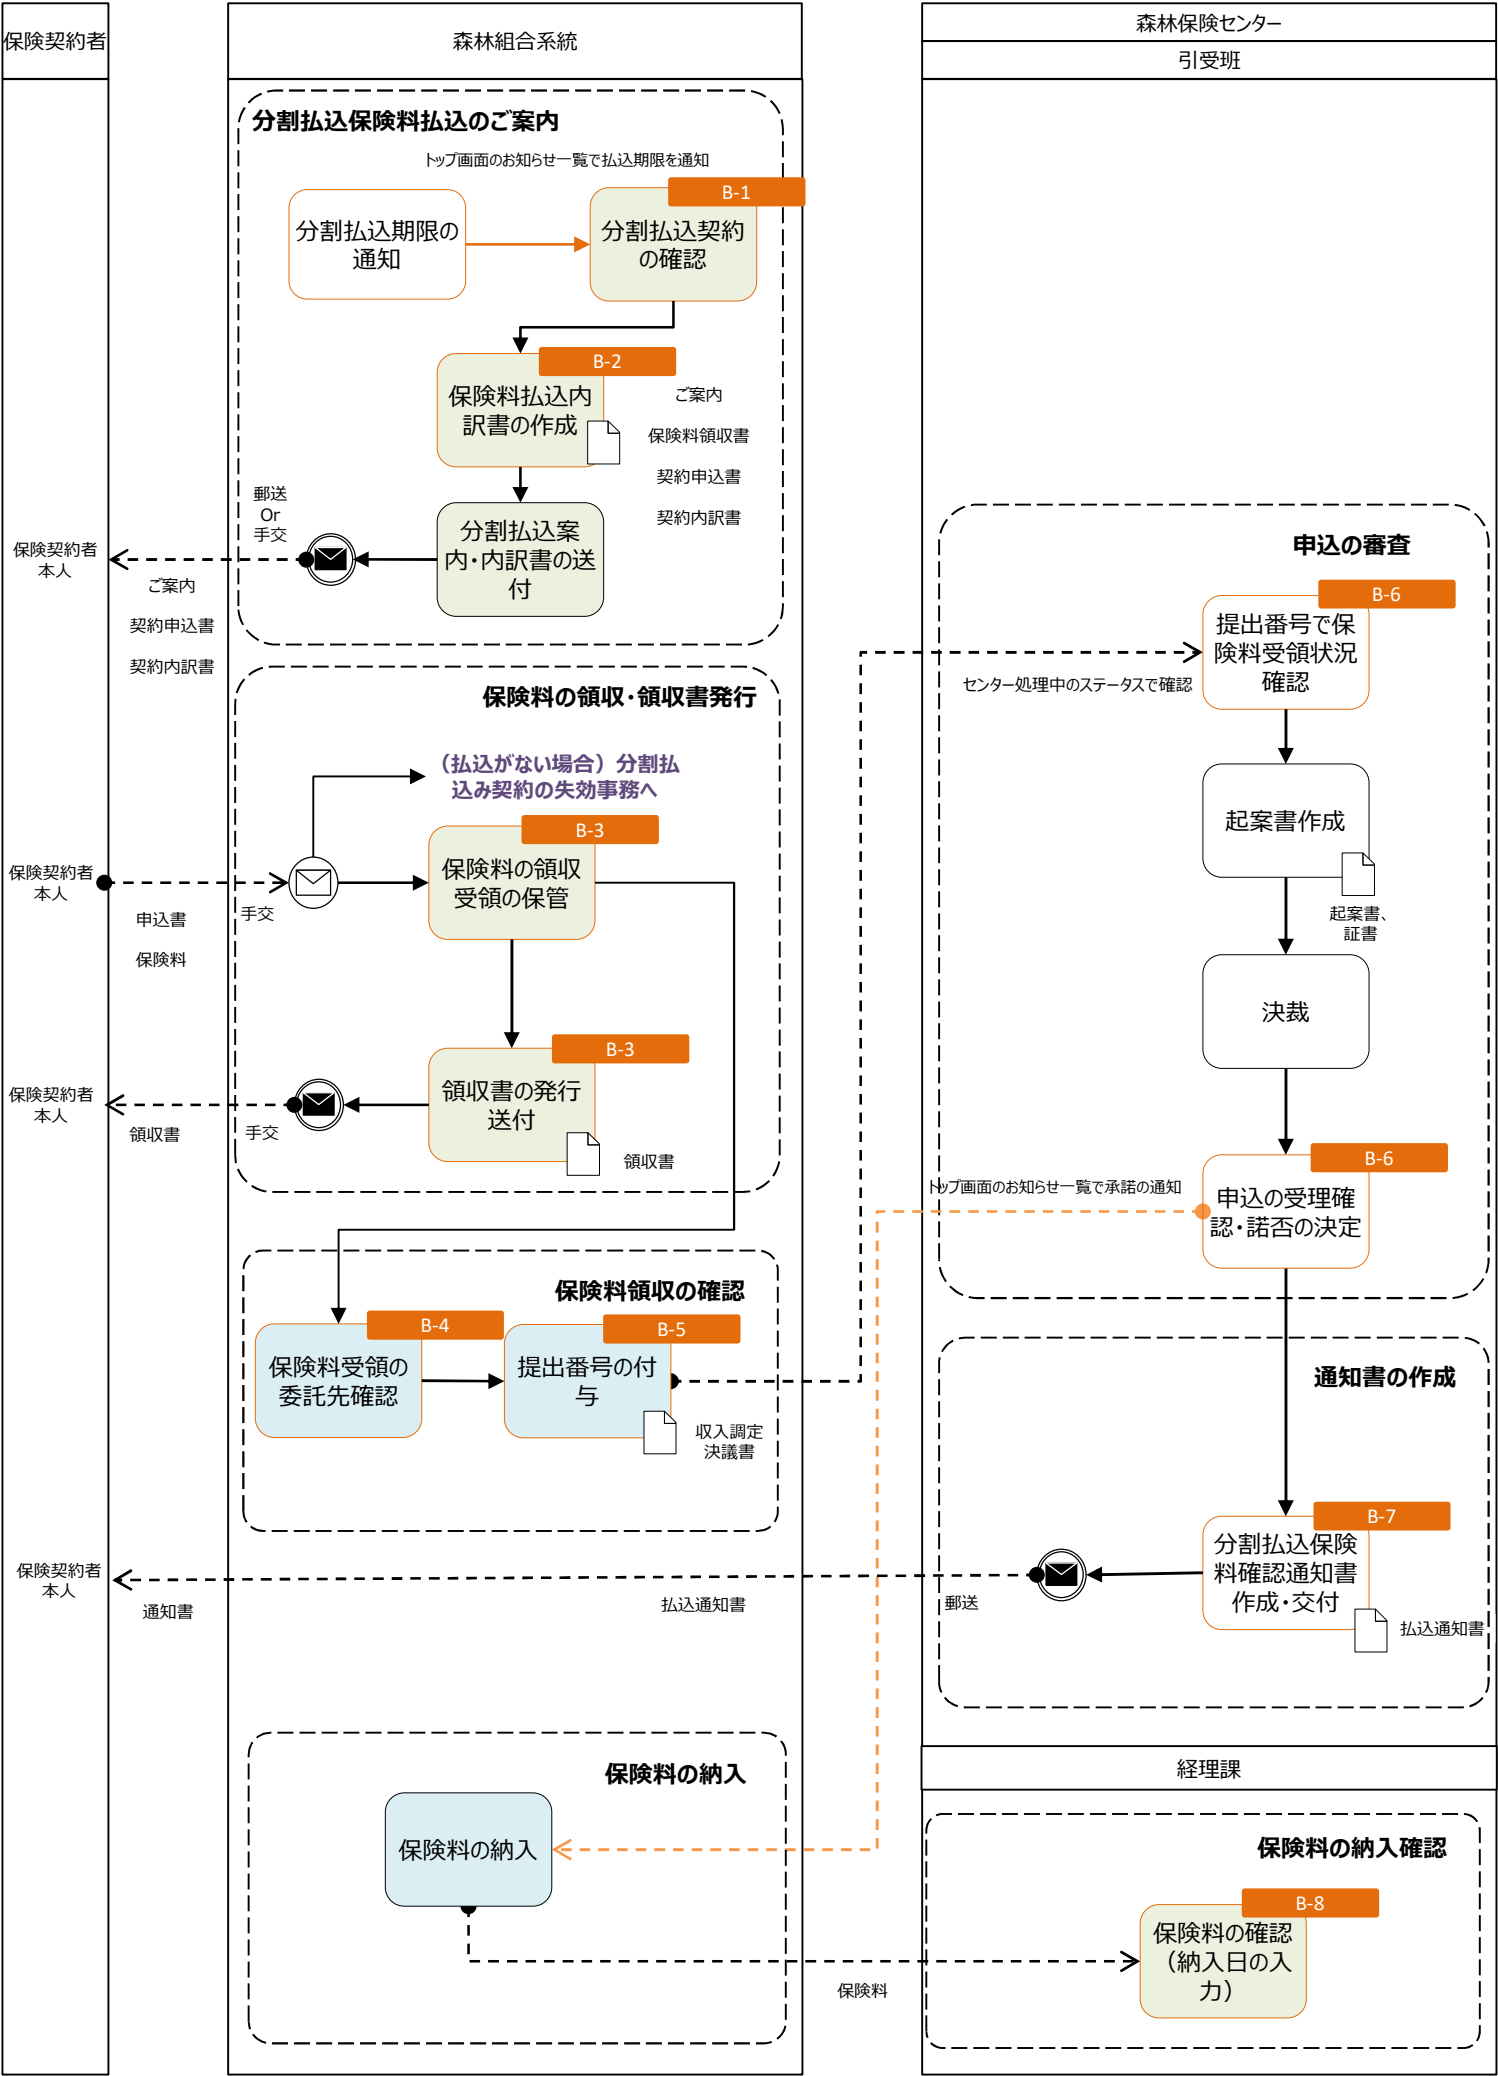 保険契約者
森林組合系統
森林保険センター
引受班
分割払込保険料払込のご案内
トップ画面のお知らせ一覧で払込期限を通知
分割払込期限の
通知
B-1
分割払込契約
の確認
B-2
保険料払込内
訳書の作成
ご案内
保険料領収書
契約申込書
契約内訳書
分割払込案
内・内訳書の送
付
郵送
Or
手交
保険契約者
本人
ご案内
契約申込書
契約内訳書
申込の審査
B-6
提出番号で保
険料受領状況
確認
センター処理中のステータスで確認
起案書作成
起案書、
証書
決裁
B-6
申込の受理確
認・諾否の決定
トップ画面のお知らせ一覧で承諾の通知
保険料の領収・領収書発行
（払込がない場合）分割払
込み契約の失効事務へ
B-3
保険料の領収
受領の保管
保険契約者
本人
申込書
保険料
手交
B-3
領収書の発行
送付
領収書
保険契約者
本人
領収書
手交
保険料領収の確認
B-4
保険料受領の
委託先確認
B-5
提出番号の付
与
収入調定
決議書
通知書の作成
B-7
分割払込保険
料確認通知書
作成・交付
払込通知書
郵送
払込通知書
保険契約者
本人
通知書
保険料の納入
保険料の納入
経理課
保険料の納入確認
B-8
保険料の確認
（納入日の入
力）
保険料